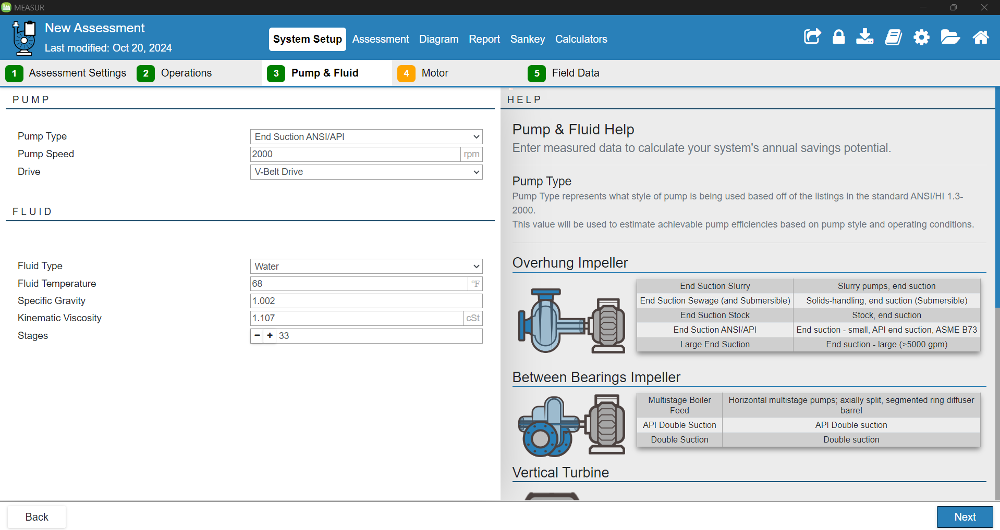 MEASUR
New Assessment
Last modified: Oct 20, 2024
System Setup Assessment Diagram Report Sankey Calculators
1 Assessment Settings 2 Operations 3 Pump & Fluid 4 Motor 5 Field Data
PUMP
Pump Type End Suction ANSI/API
Pump Speed 2000 rpm
Drive V-Belt Drive
FLUID
Fluid Type Water
Fluid Temperature 68 °F
Specific Gravity 1.002
Kinematic Viscosity 1.107 cSt
Stages − + 33
HELP
Pump & Fluid Help
Enter measured data to calculate your system's annual savings potential.
Pump Type
Pump Type represents what style of pump is being used based off of the listings in the standard ANSI/HI 1.3-
2000.
This value will be used to estimate achievable pump efficiencies based on pump style and operating conditions.
Overhung Impeller
End Suction Slurry Slurry pumps, end suction
End Suction Sewage (and Submersible) Solids-handling, end suction (Submersible)
End Suction Stock Stock, end suction
End Suction ANSI/API End suction - small, API end suction, ASME B73
Large End Suction End suction - large (>5000 gpm)
Between Bearings Impeller
Multistage Boiler Horizontal multistage pumps; axially split, segmented ring diffuser
Feed barrel
API Double Suction API Double suction
Double Suction Double suction
Vertical Turbine
Back Next